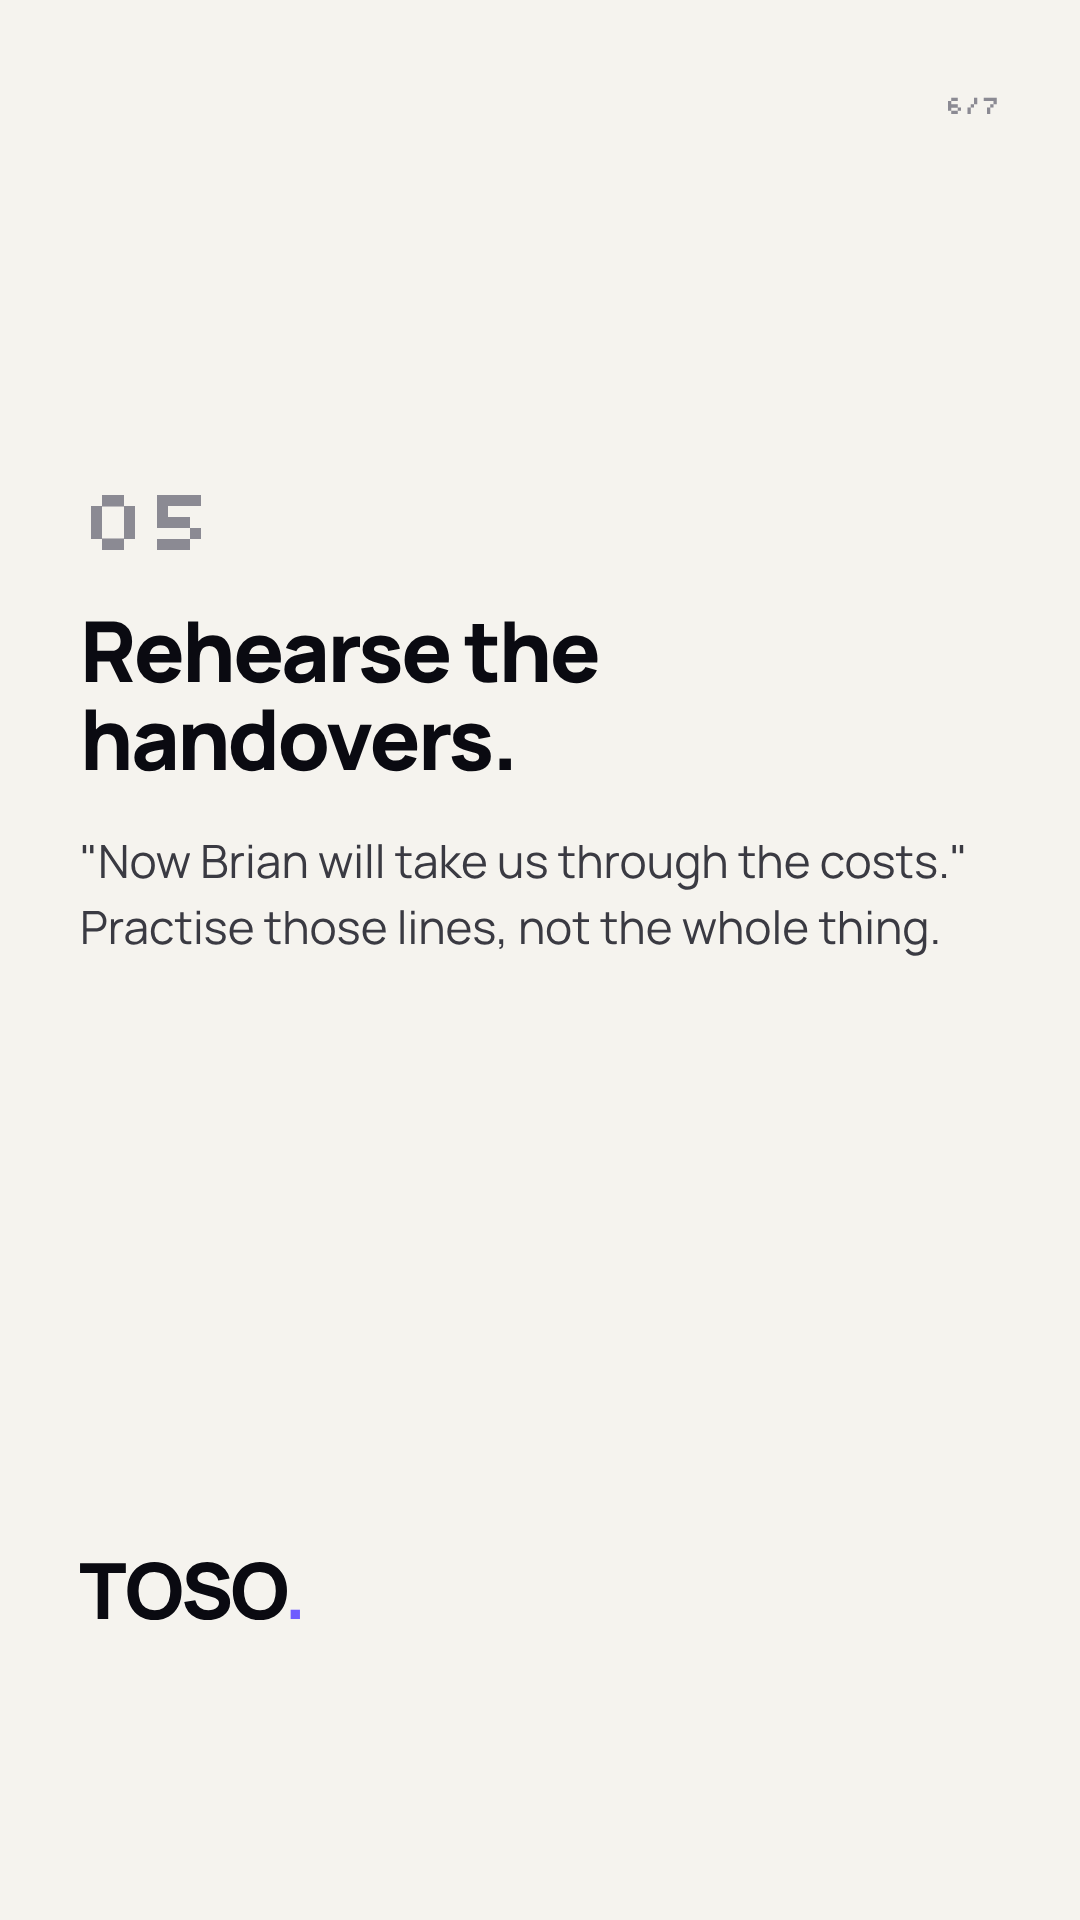 6/7
05
Rehearse the
handovers.
"Now Brian will take us through the costs."
Practise those lines, not the whole thing.
TOSO.